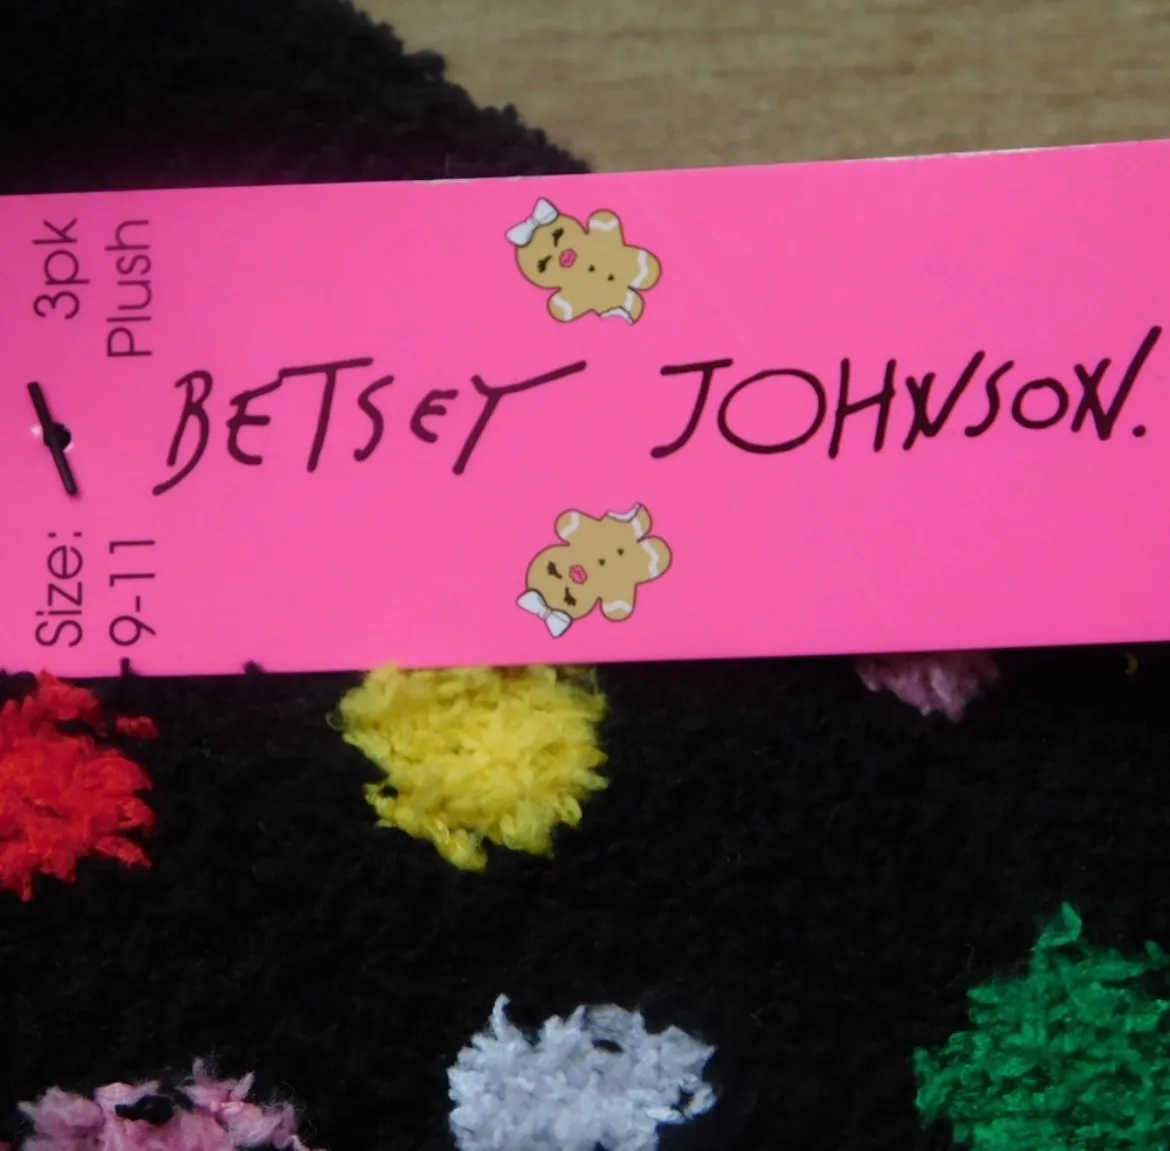 3pk
Plush
Size:
9-11
BETSEY JOHNSON.